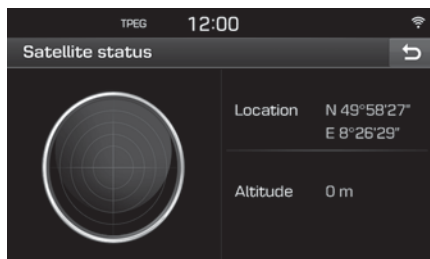 TPEG 12:00
Satellite status
Location N 49°58'27"
E 8°26'29"
Altitude 0 m